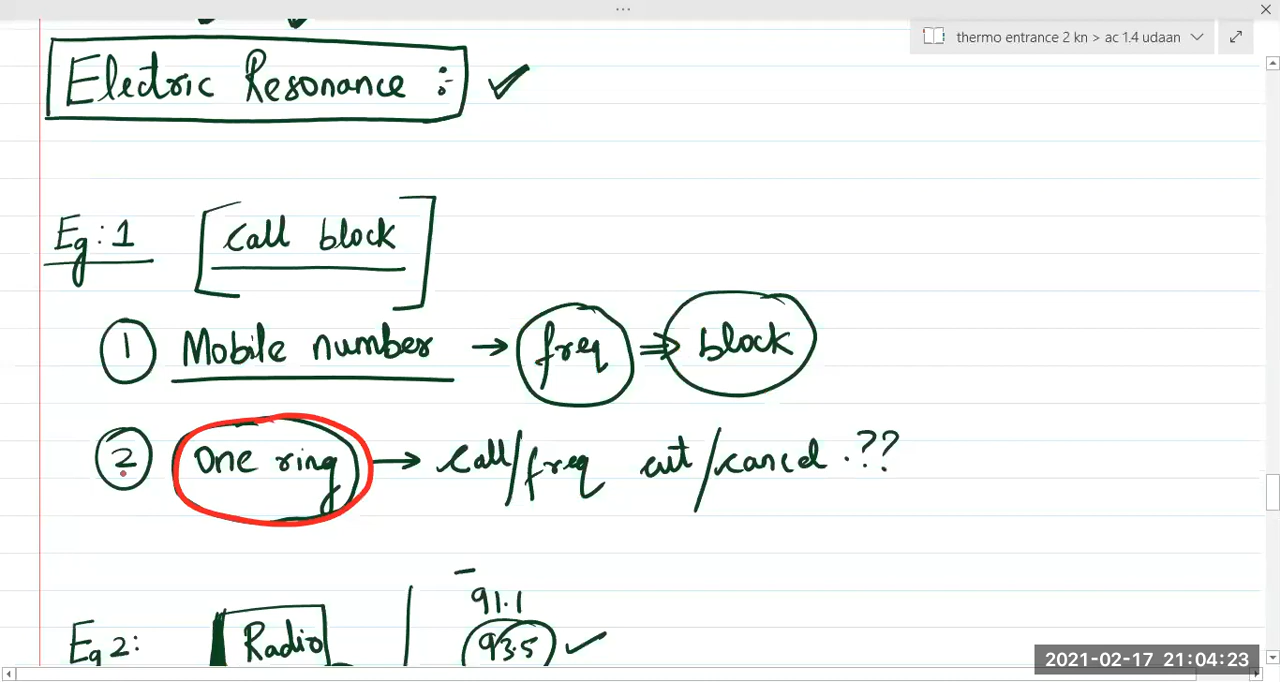 thermo entrance 2 kn > ac 1.4 udaan
Electric Resonance :-
Eg: 1 [call block]
1 Mobile number → freq ⇒ block
2 One ring → call/freq cut/cancel .??
91.1
Eg 2: Radio 93.5
2021-02-17 21:04:23